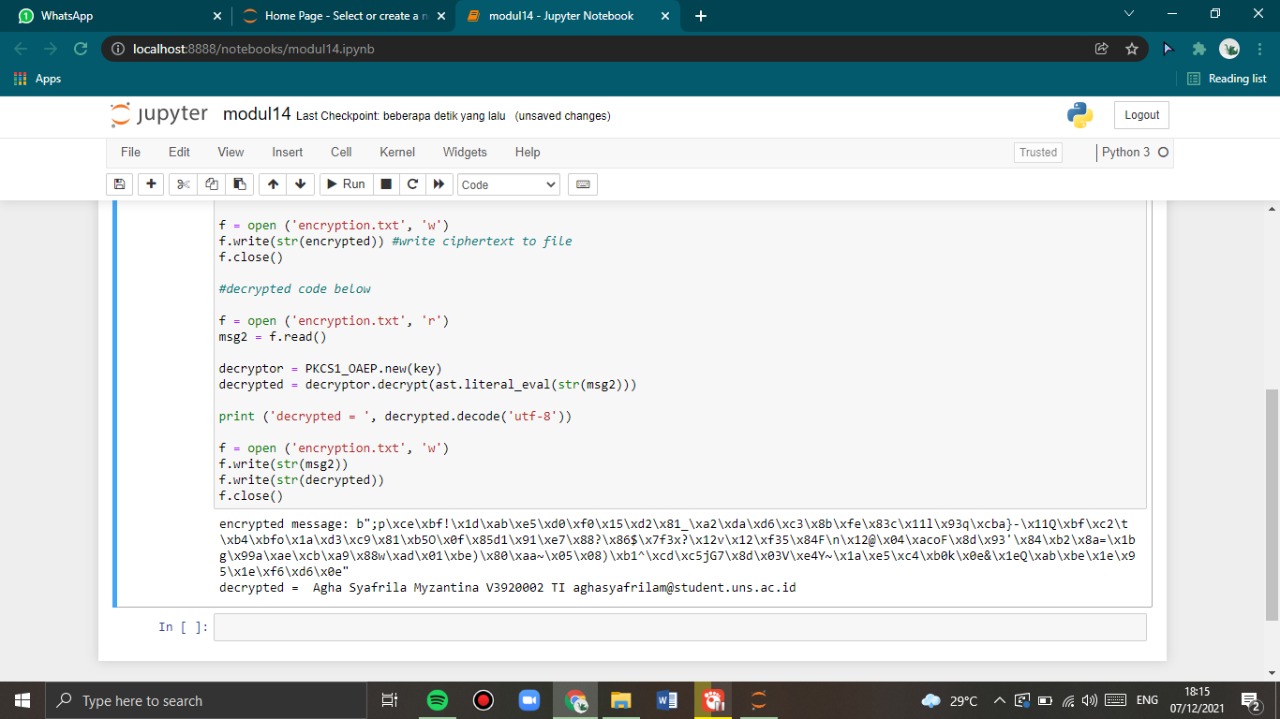 WhatsApp
Home Page - Select or create a n
modul14 - Jupyter Notebook
localhost:8888/notebooks/modul14.ipynb
Apps
Reading list
jupyter modul14 Last Checkpoint: beberapa detik yang lalu (unsaved changes)
Logout
File Edit View Insert Cell Kernel Widgets Help
Trusted
Python 3
Run
Code
f = open ('encryption.txt', 'w')
f.write(str(encrypted)) #write ciphertext to file
f.close()
#decrypted code below
f = open ('encryption.txt', 'r')
msg2 = f.read()
decryptor = PKCS1_OAEP.new(key)
decrypted = decryptor.decrypt(ast.literal_eval(str(msg2)))
print ('decrypted = ', decrypted.decode('utf-8'))
f = open ('encryption.txt', 'w')
f.write(str(msg2))
f.write(str(decrypted))
f.close()
encrypted message: b";p\xce\xbf!\x1d\xab\xe5\xd0\xf0\x15\xd2\x81_\xa2\xda\xd6\xc3\x8b\xfe\x83c\x11l\x93q\xcba}-\x11Q\xbf\xc2\t
\xb4\xbfo\x1a\xd3\xc9\x81\xb5O\x0f\x85d1\x91\xe7\x88?\x86$\x7f3x?\x12v\x12\xf35\x84F\n\x12@\x04\xacoF\x8d\x93'\x84\xb2\x8a=\x1b
g\x99a\xae\xcb\xa9\x88w\xad\x01\xbe)\x80\xaa~\x05\x08)\xb1^\xcd\xc5jG7\x8d\x03V\xe4Y~\x1a\xe5\xc4\xb0k\x0e&\x1eQ\xab\xbe\x1e\x9
5\x1e\xf6\xd6\x0e"
decrypted =  Agha Syafrila Myzantina V3920002 TI aghasyafrilam@student.uns.ac.id
In [ ]:
Type here to search
29°C
ENG
18:15
07/12/2021
2